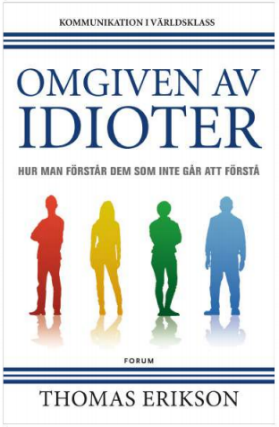 KOMMUNIKATION I VÄRLDSKLASS
OMGIVEN AV
IDIOTER
HUR MAN FÖRSTÅR DEM SOM INTE GÅR ATT FÖRSTÅ
FORUM
THOMAS ERIKSON